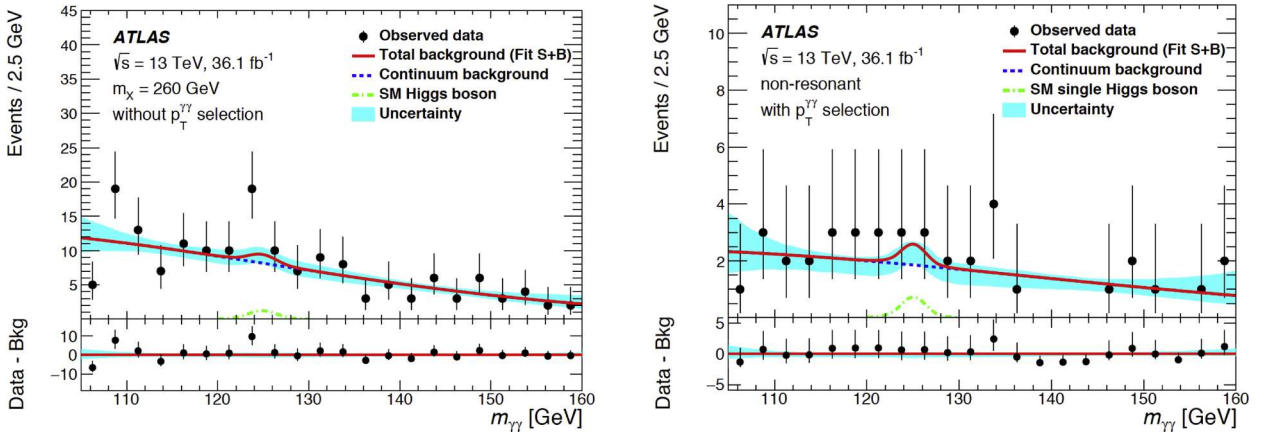 ATLAS
√s = 13 TeV, 36.1 fb⁻¹
m_X = 260 GeV
without p_T^γγ selection
Observed data
Total background (Fit S+B)
Continuum background
SM Higgs boson
Uncertainty
Events / 2.5 GeV
45
40
35
30
25
20
15
10
5
Data - Bkg
10
0
−10
110 120 130 140 150 160
m_γγ [GeV]
ATLAS
√s = 13 TeV, 36.1 fb⁻¹
non-resonant
with p_T^γγ selection
Observed data
Total background (Fit S+B)
Continuum background
SM single Higgs boson
Uncertainty
Events / 2.5 GeV
10
8
6
4
2
Data - Bkg
5
0
−5
110 120 130 140 150 160
m_γγ [GeV]